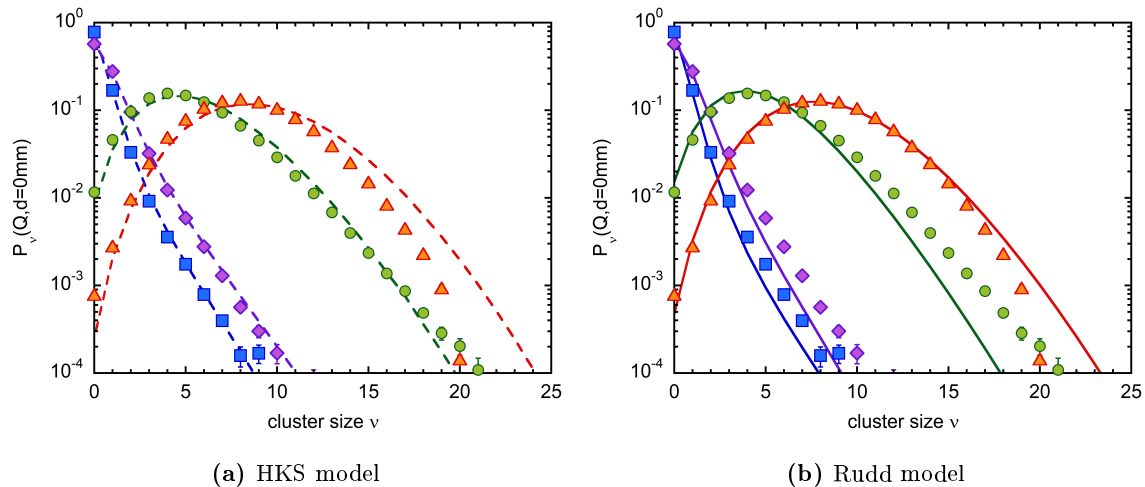 10⁰
10⁻¹
10⁻²
10⁻³
10⁻⁴
P_ν(Q,d=0mm)
0 5 10 15 20 25
cluster size ν
(a) HKS model
10⁰
10⁻¹
10⁻²
10⁻³
10⁻⁴
P_ν(Q,d=0mm)
0 5 10 15 20 25
cluster size ν
(b) Rudd model